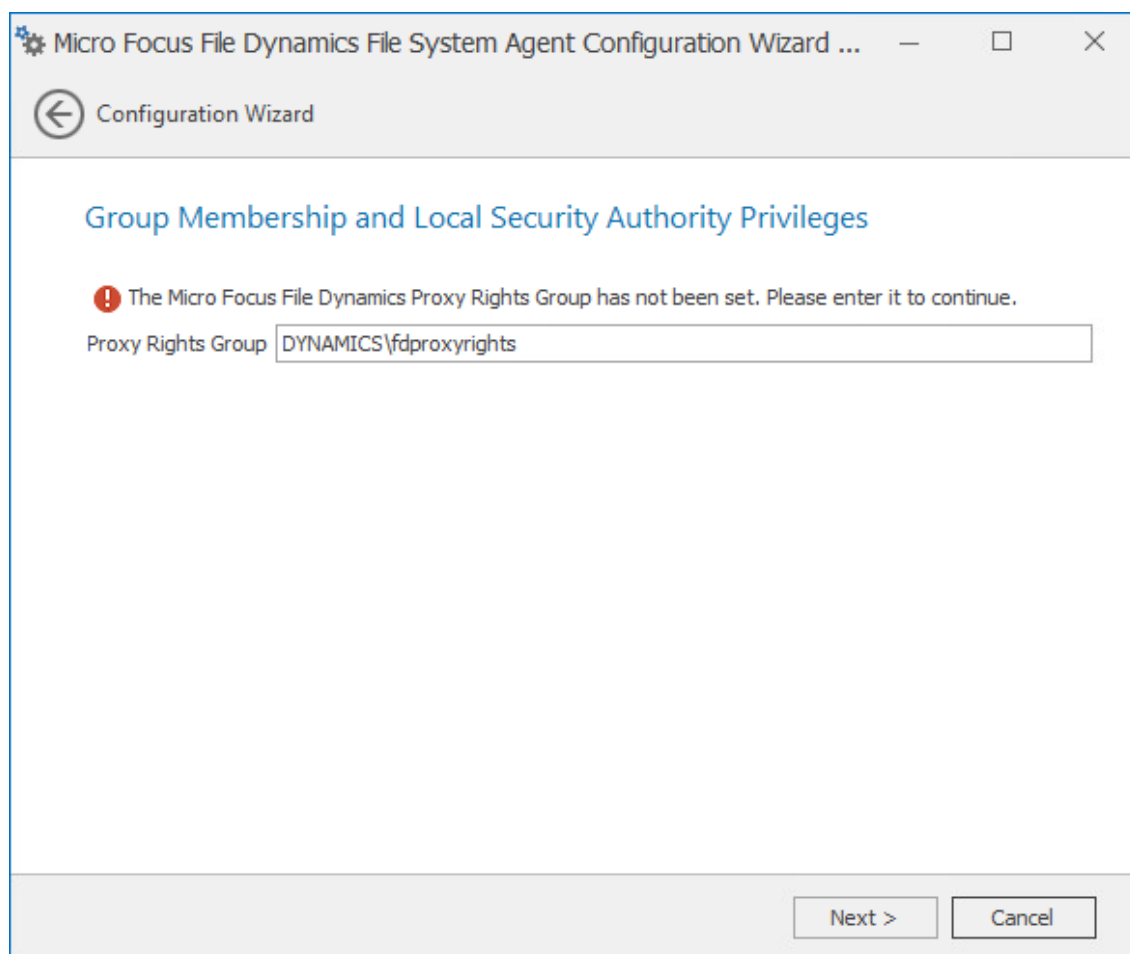 Micro Focus File Dynamics File System Agent Configuration Wizard ...
Configuration Wizard
Group Membership and Local Security Authority Privileges
The Micro Focus File Dynamics Proxy Rights Group has not been set. Please enter it to continue.
Proxy Rights Group DYNAMICS\fdproxyrights
Next > Cancel